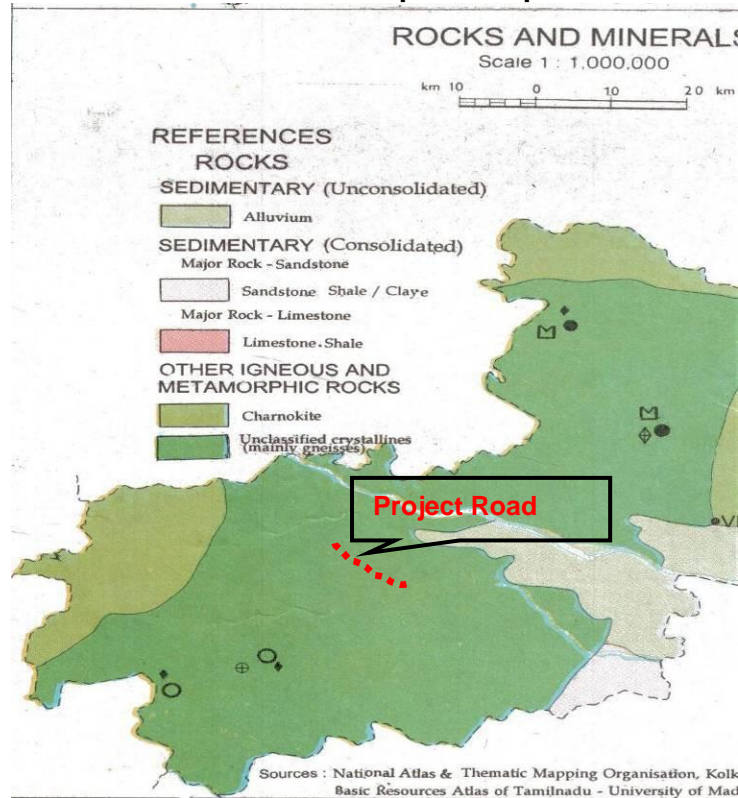 ROCKS AND MINERALS
Scale 1 : 1,000,000
km 10 0 10 20 km
REFERENCES
ROCKS
SEDIMENTARY (Unconsolidated)
Alluvium
SEDIMENTARY (Consolidated)
Major Rock - Sandstone
Sandstone Shale / Claye
Major Rock - Limestone
Limestone.Shale
OTHER IGNEOUS AND
METAMORPHIC ROCKS
Charnokite
Unclassified crystallines
(mainly gneisses)
Project Road
Sources : National Atlas & Thematic Mapping Organisation, Kolk
Basic Resources Atlas of Tamilnadu - University of Mad